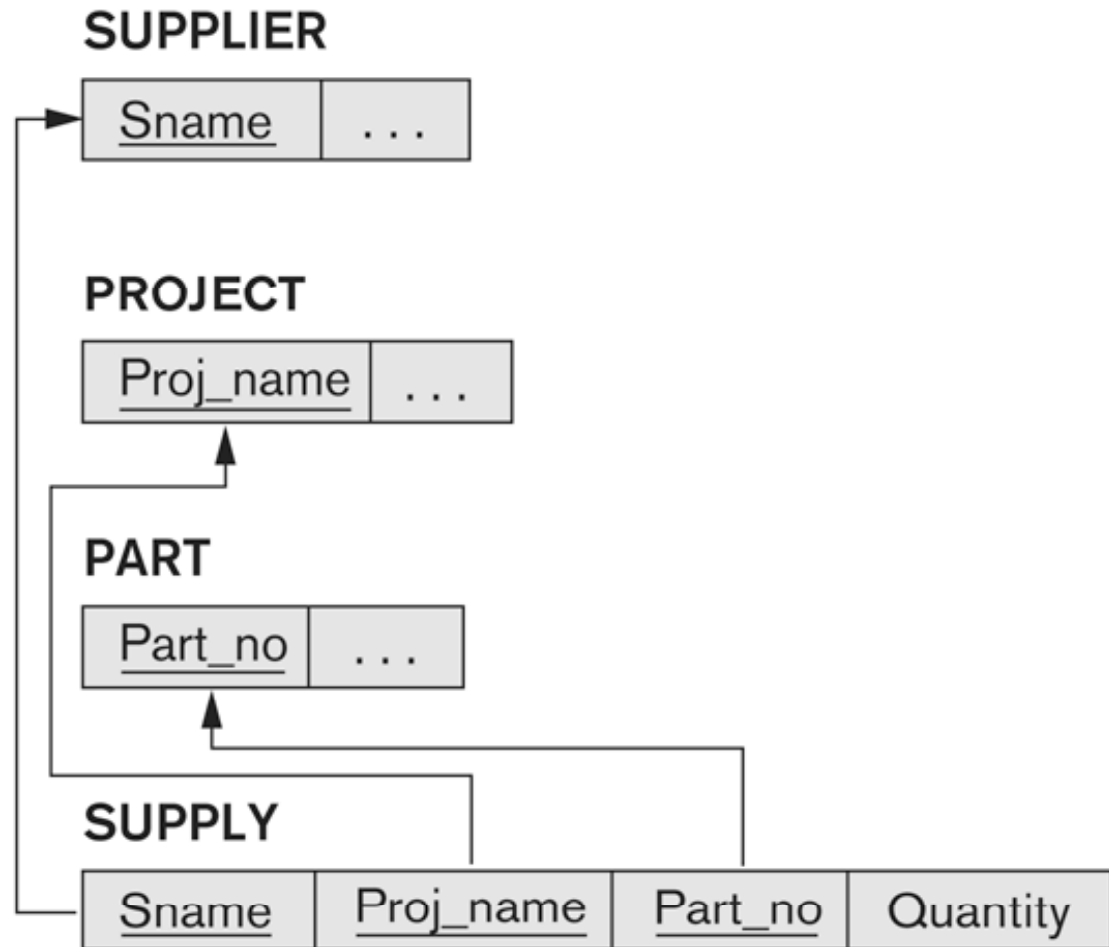 SUPPLIER
Sname ...
PROJECT
Proj_name ...
PART
Part_no ...
SUPPLY
Sname Proj_name Part_no Quantity